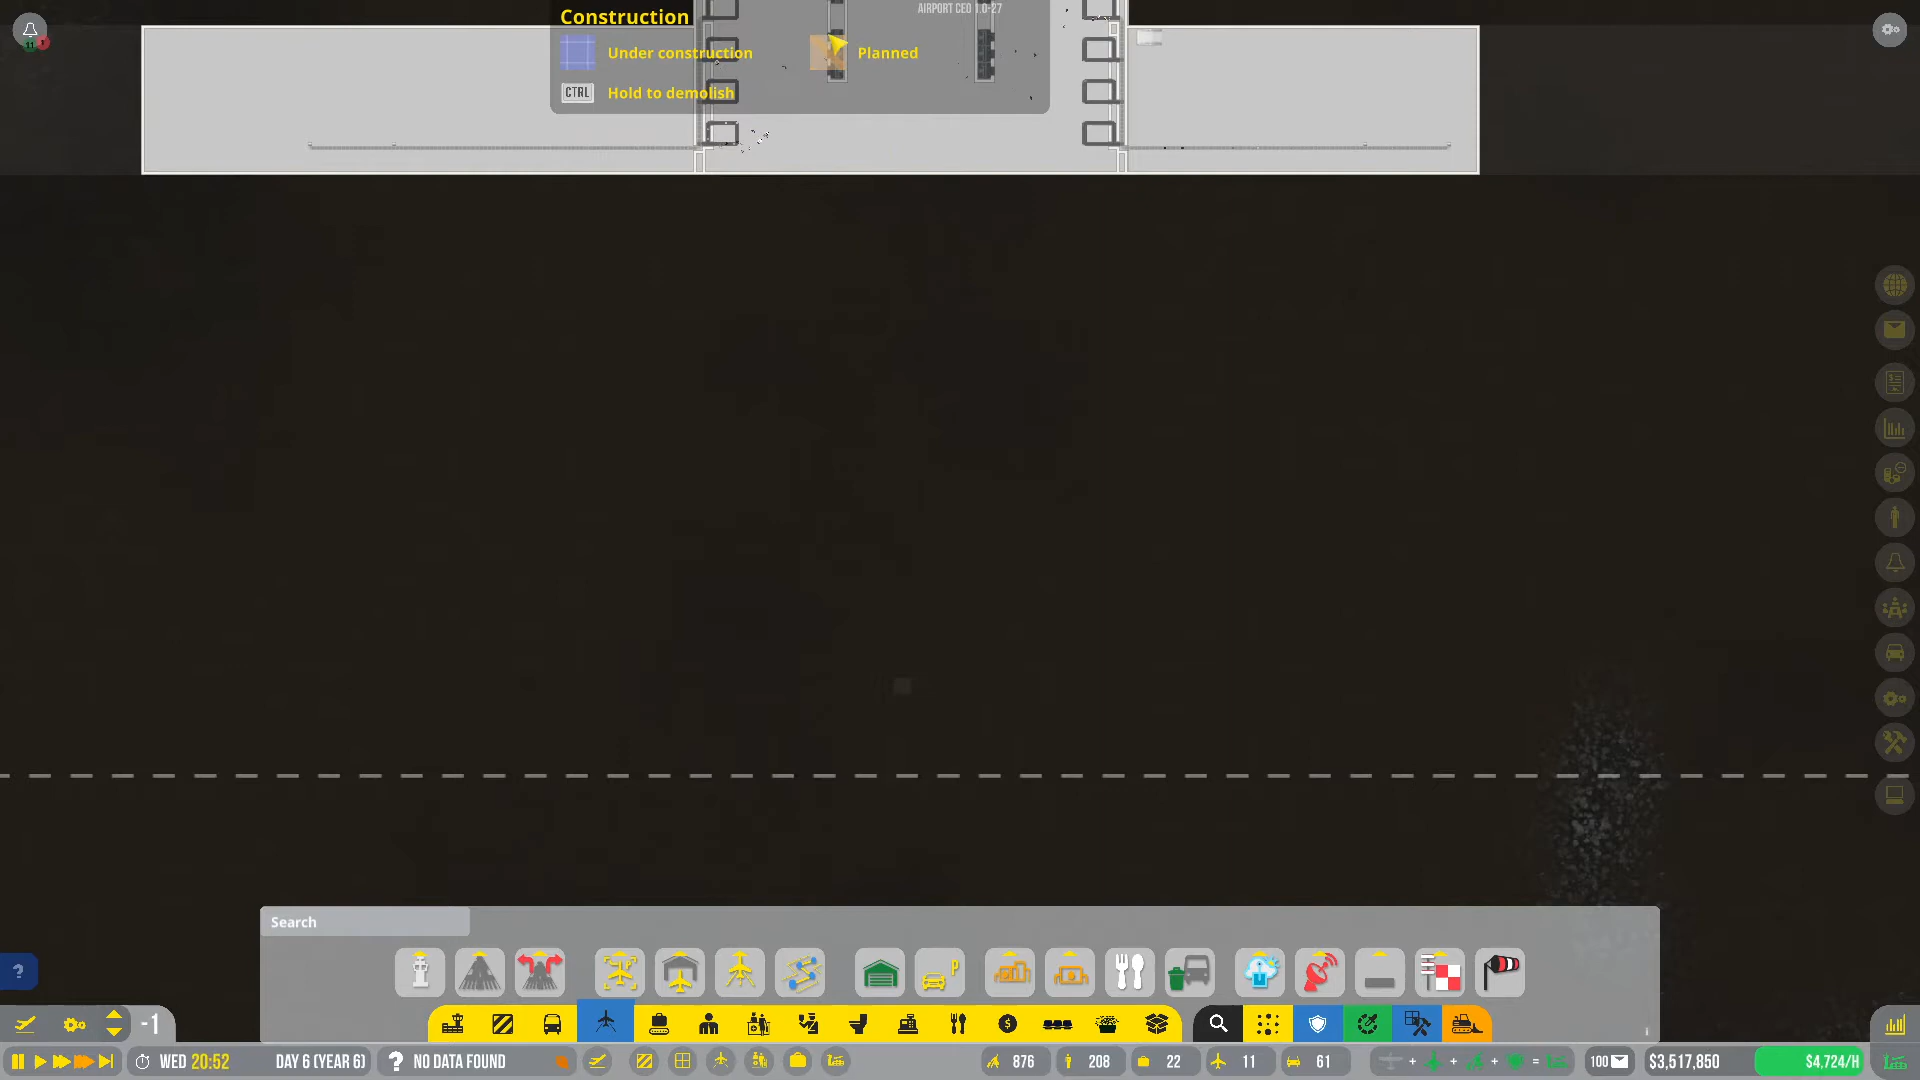 AIRPORT CEO 1.0-27
Construction
Under construction
Planned
CTRL
Hold to demolish
Search
P
?
-1
WED 20:52
DAY 6 (YEAR 6)
? NO DATA FOUND
876
208
22
11
61
+ + + =
100
$3,517,850
$4,724/H